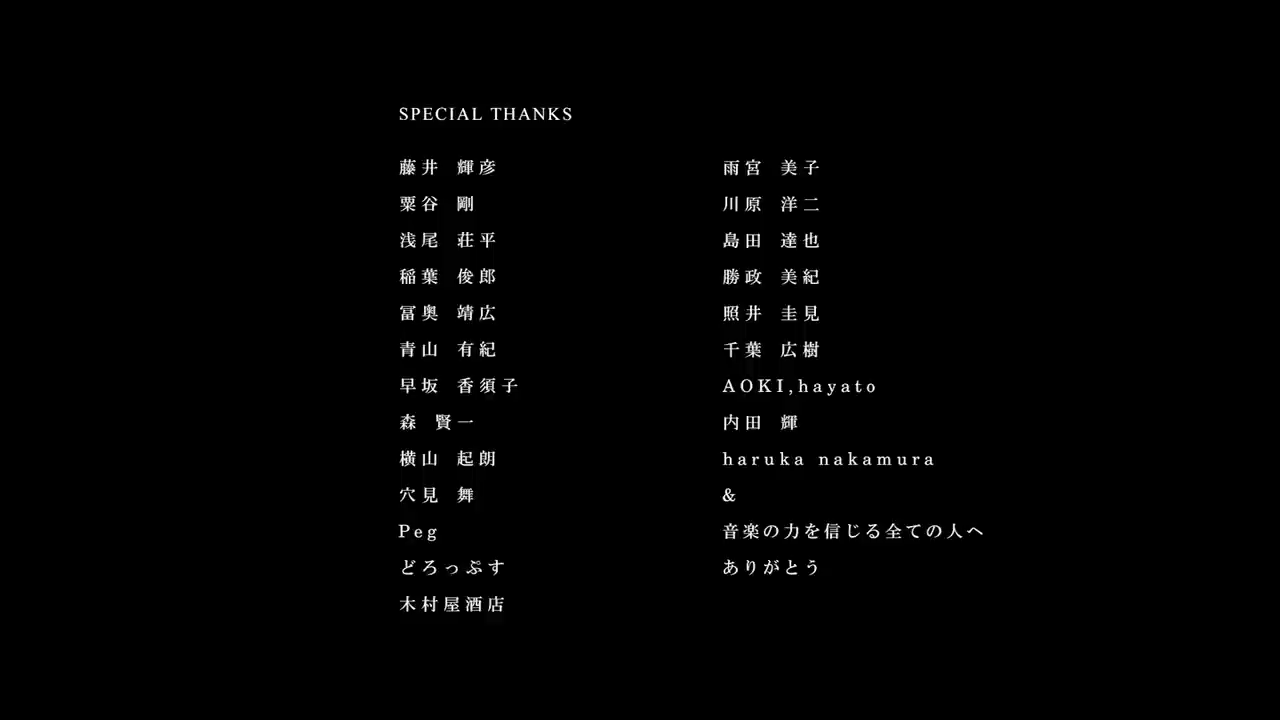 SPECIAL THANKS
藤井 輝彦
粟谷 剛
浅尾 荘平
稲葉 俊郎
冨奥 靖広
青山 有紀
早坂 香須子
森 賢一
横山 起朗
穴見 舞
Peg
どろっぷす
木村屋酒店
雨宮 美子
川原 洋二
島田 達也
勝政 美紀
照井 圭見
千葉 広樹
AOKI,hayato
内田 輝
haruka nakamura
&
音楽の力を信じる全ての人へ
ありがとう